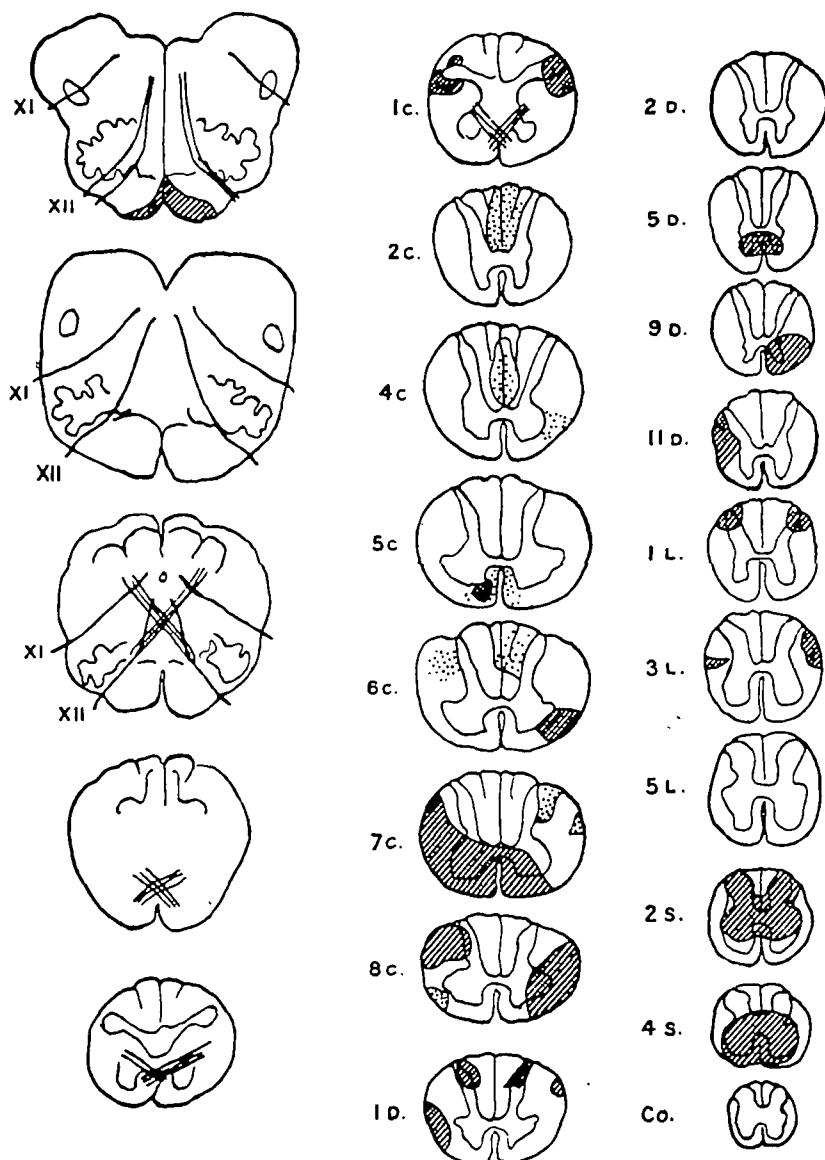 XI
XII
XI
XII
XI
XII
1c.
2c.
4c
5c
6c.
7c.
8c.
1D.
2D.
5D.
9D.
11D.
1L.
3L.
5L.
2S.
4S.
Co.